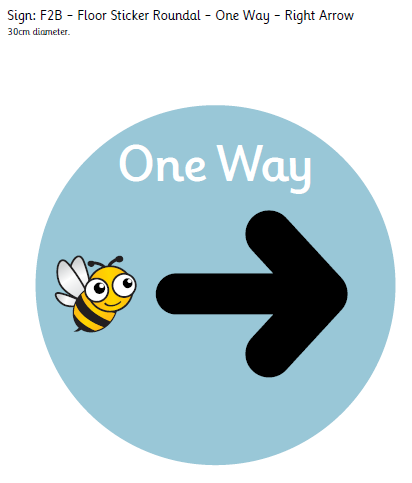 Sign: F2B - Floor Sticker Roundal - One Way - Right Arrow
30cm diameter.
One Way